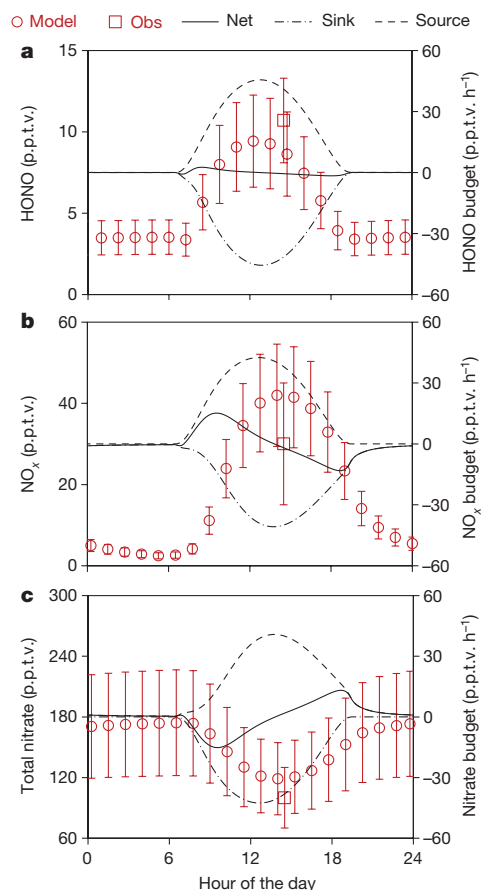 Model Obs Net Sink Source
a
15
10
5
0
HONO (p.p.t.v.)
60
30
0
−30
−60
HONO budget (p.p.t.v. h−1)
b
60
40
20
0
NOx (p.p.t.v.)
60
30
0
−30
−60
NOx budget (p.p.t.v. h−1)
c
300
240
180
120
60
Total nitrate (p.p.t.v.)
60
30
0
−30
−60
Nitrate budget (p.p.t.v. h−1)
0 6 12 18 24
Hour of the day